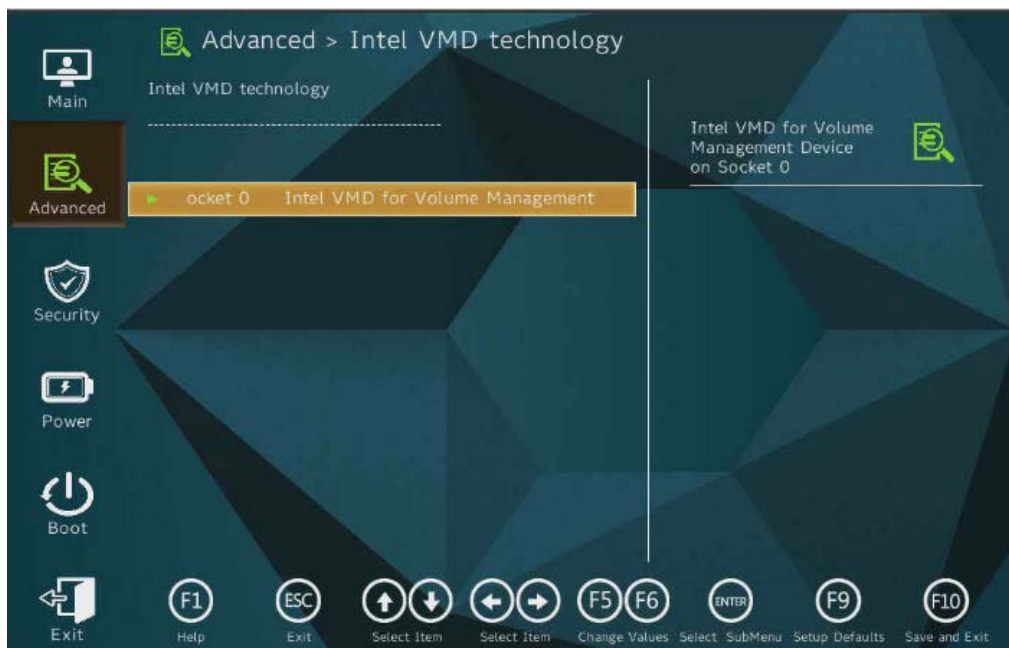 Advanced > Intel VMD technology
Main
Intel VMD technology
----------------------------------------
Intel VMD for Volume
Management Device
on Socket 0
Advanced
ocket 0 Intel VMD for Volume Management
Security
Power
Boot
Exit
F1
Help
ESC
Exit
Select Item
Select Item
F5 F6
Change Values
ENTER
Select SubMenu
F9
Setup Defaults
F10
Save and Exit